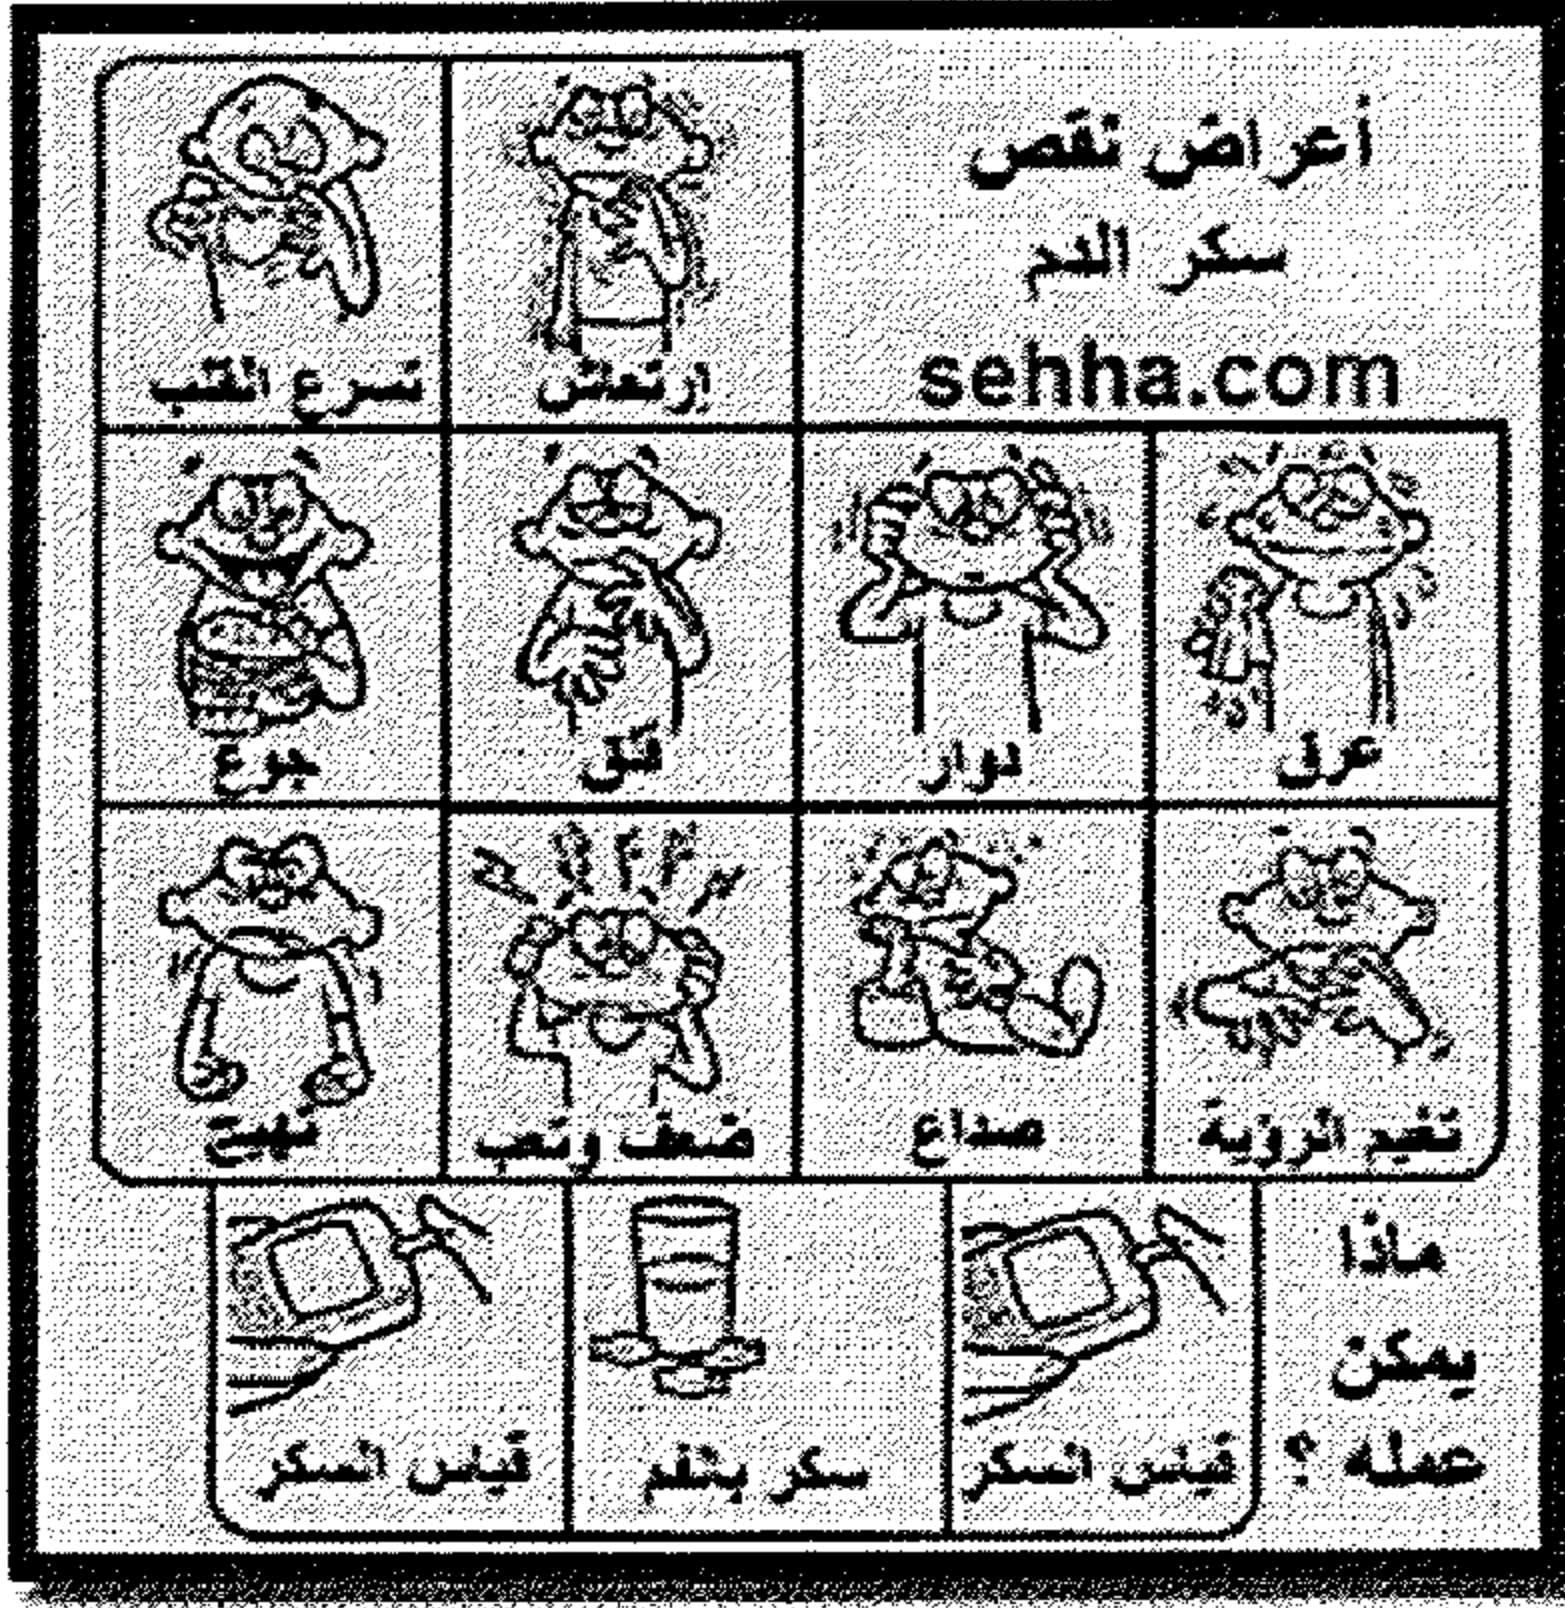 أعراض نقص
سكر الدم
sehha.com
إرتعاش
تسرع القلب
عرق
دوار
قلق
جوع
تغيم الرؤية
صداع
ضعف وتعب
تهيج
ماذا
يمكن
عمله ؟
قياس السكر
سكر بالفم
قياس السكر